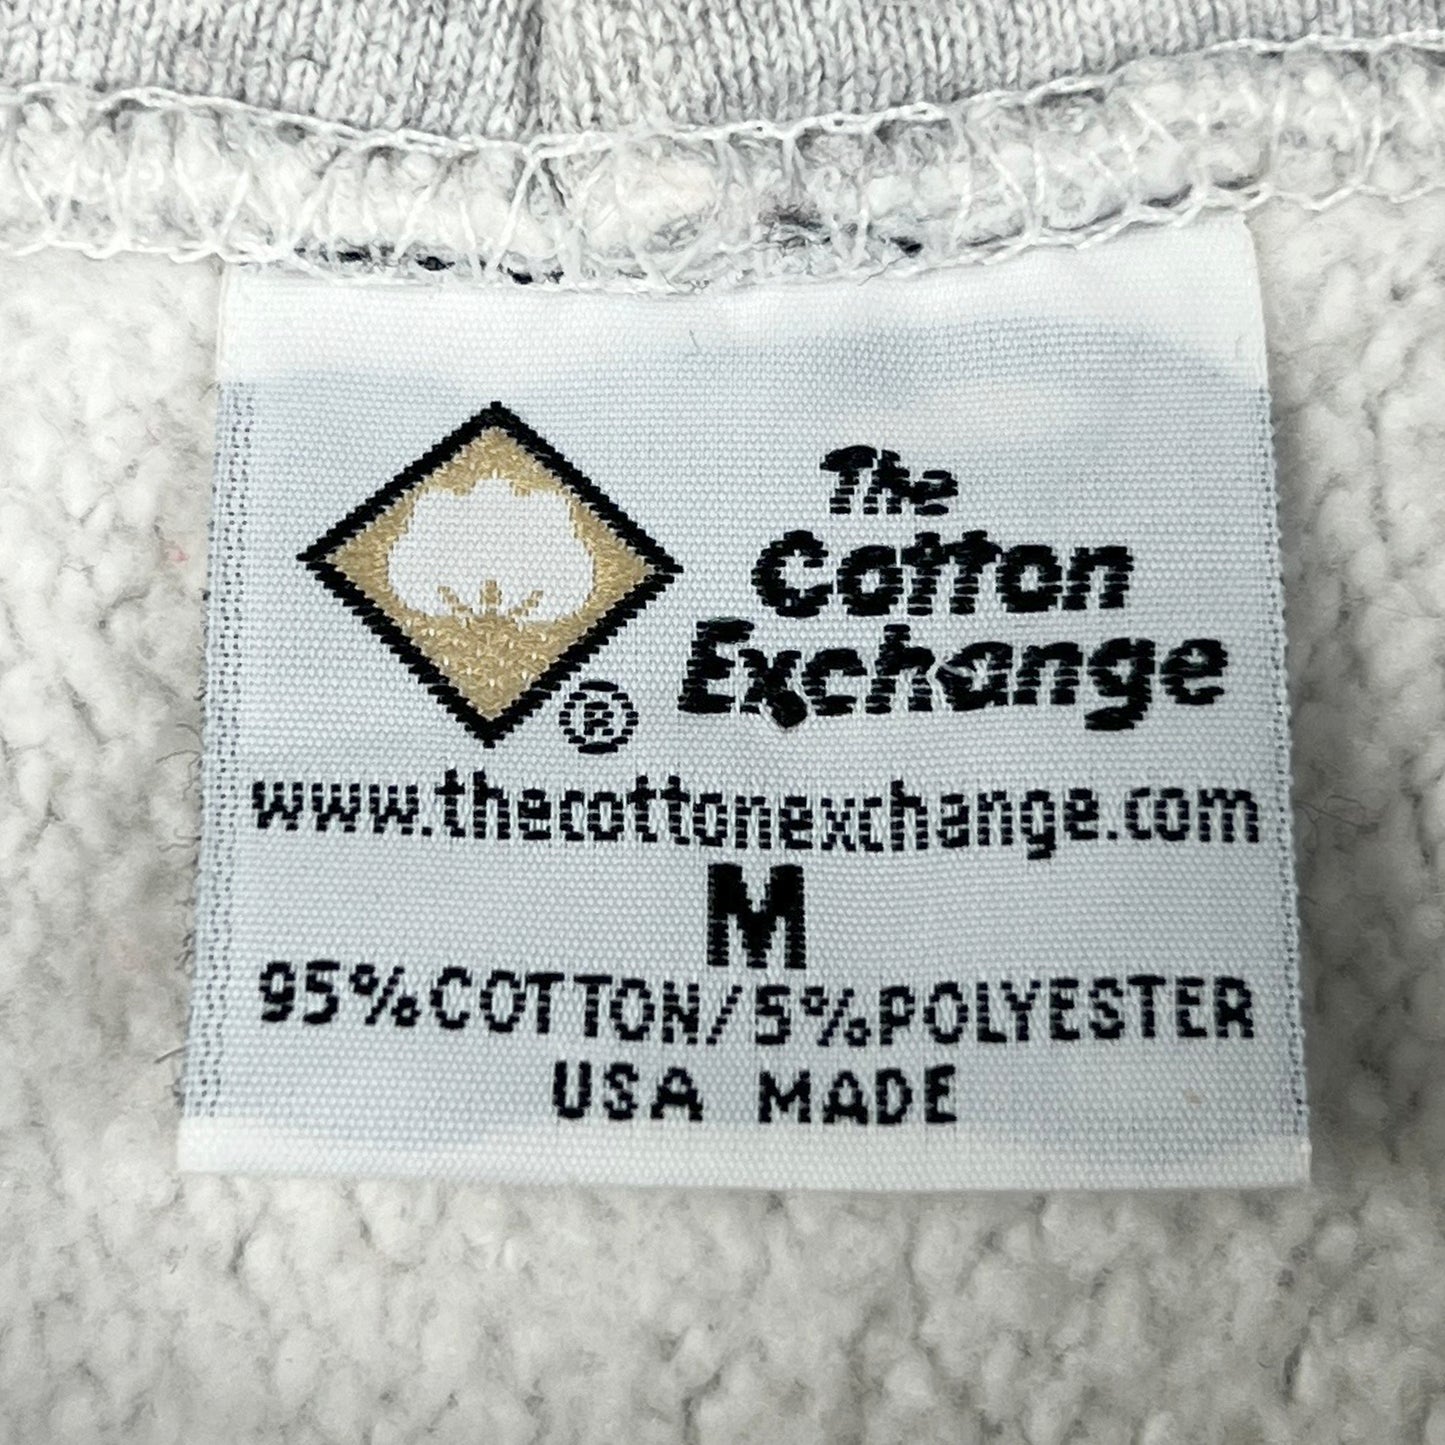 The
Cotton
Exchange
®
www.thecottonexchange.com
M
95%COTTON/5%POLYESTER
USA MADE